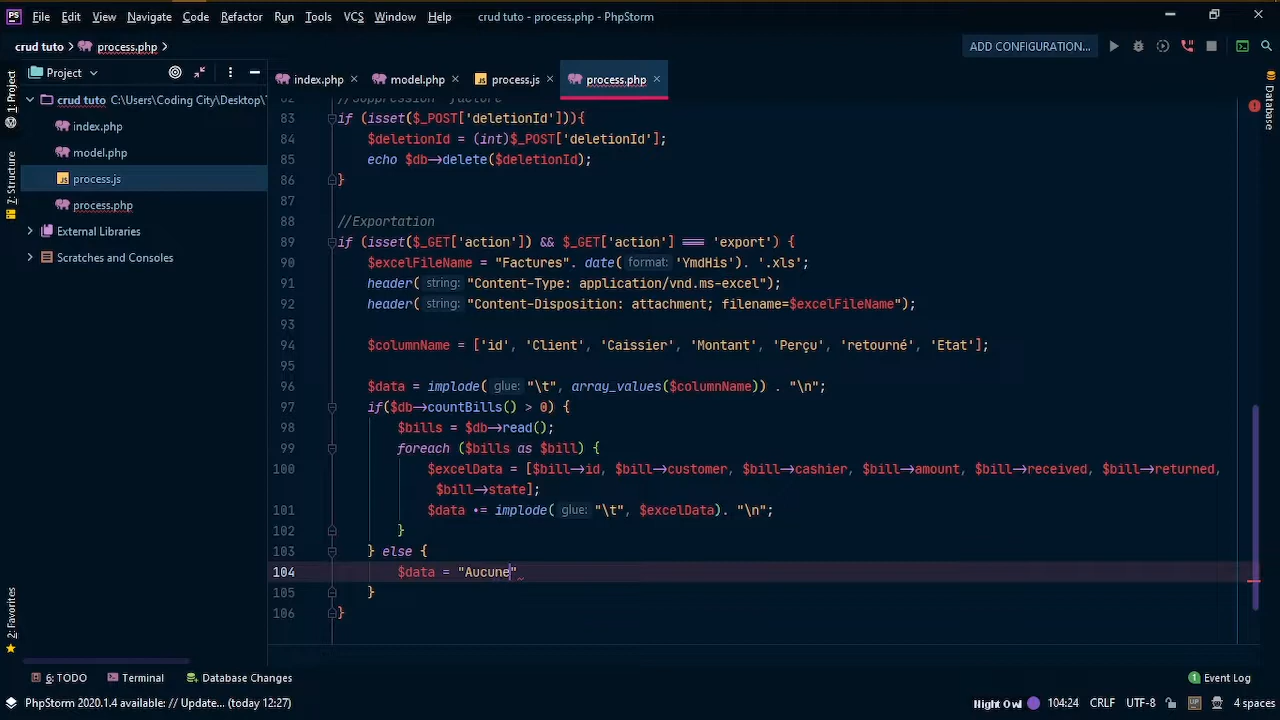 File Edit View Navigate Code Refactor Run Tools VCS Window Help crud tuto - process.php - PhpStorm
crud tuto process.php ADD CONFIGURATION...
Project index.php model.php process.js process.php
crud tuto C:\Users\Coding City\Desktop\
index.php
model.php
process.js
process.php
External Libraries
Scratches and Consoles
1: Project
7: Structure
2: Favorites
Database
83 if (isset($_POST['deletionId'])){
84 $deletionId = (int)$_POST['deletionId'];
85 echo $db->delete($deletionId);
86 }
87
88 //Exportation
89 if (isset($_GET['action']) && $_GET['action'] === 'export') {
90 $excelFileName = "Factures". date( format: 'YmdHis'). '.xls';
91 header( string: "Content-Type: application/vnd.ms-excel");
92 header( string: "Content-Disposition: attachment; filename=$excelFileName");
93
94 $columnName = ['id', 'Client', 'Caissier', 'Montant', 'Perçu', 'retourné', 'Etat'];
95
96 $data = implode( glue: "\t", array_values($columnName)) . "\n";
97 if($db->countBills() > 0) {
98 $bills = $db->read();
99 foreach ($bills as $bill) {
100 $excelData = [$bill->id, $bill->customer, $bill->cashier, $bill->amount, $bill->received, $bill->returned,
$bill->state];
101 $data .= implode( glue: "\t", $excelData). "\n";
102 }
103 } else {
104 $data = "Aucune"
105 }
106 }
6: TODO Terminal Database Changes 1 Event Log
PhpStorm 2020.1.4 available: // Update... (today 12:27) Night Owl 104:24 CRLF UTF-8 4 spaces